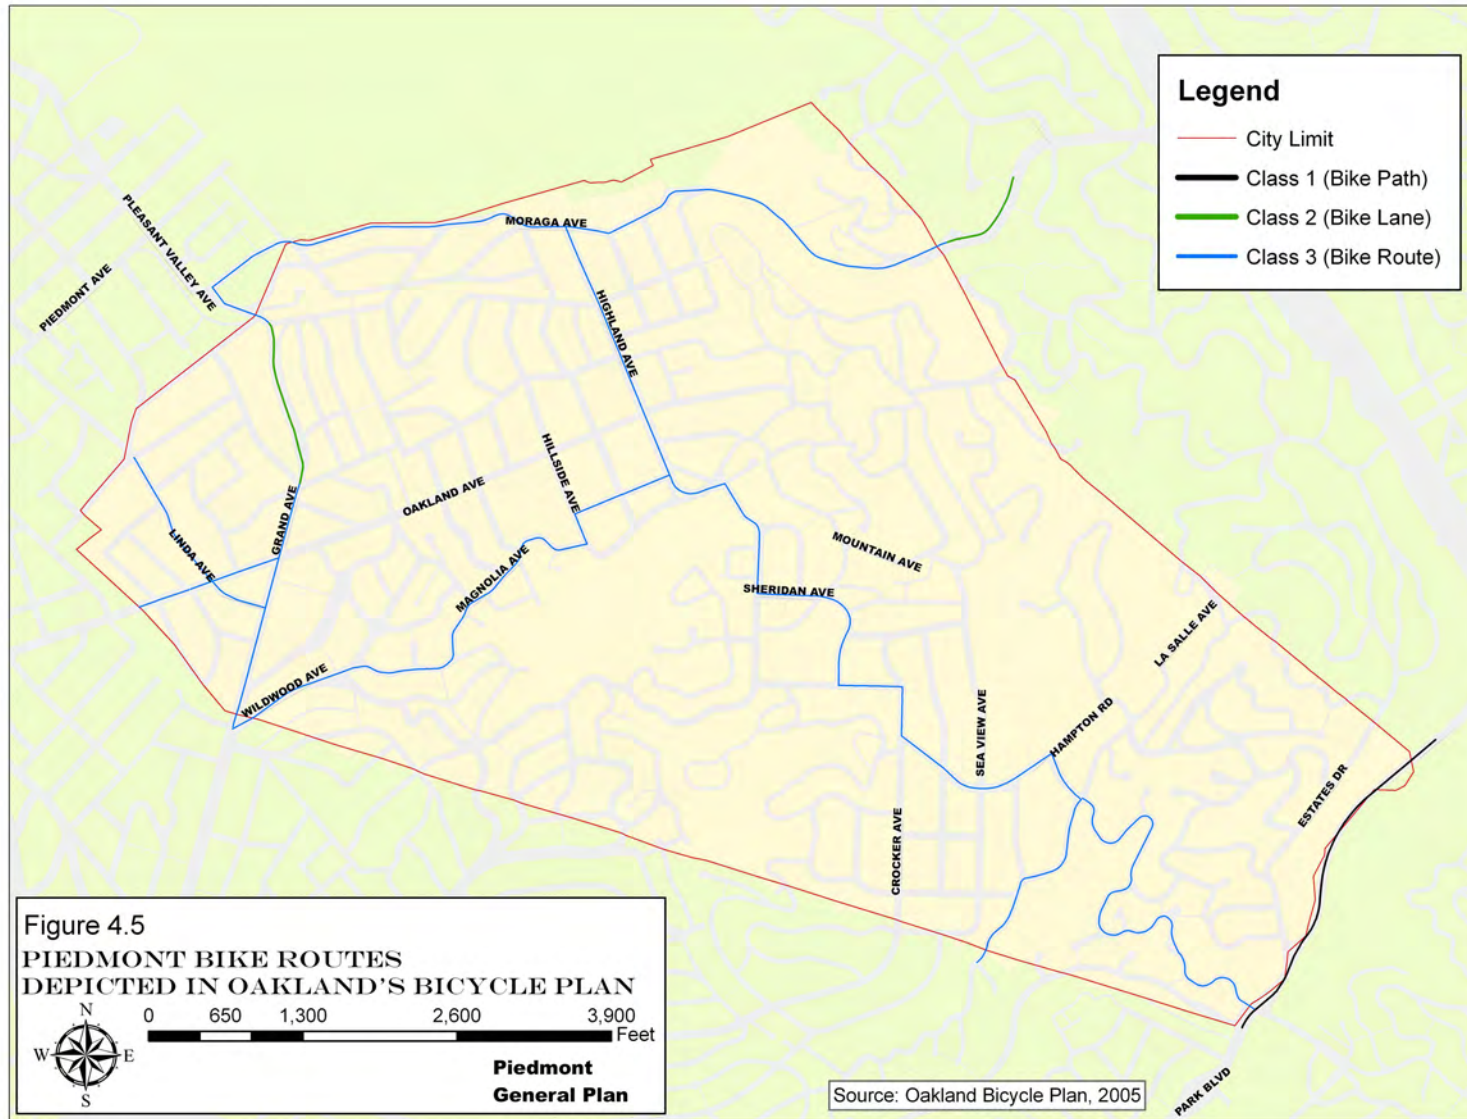 Legend
City Limit
Class 1 (Bike Path)
Class 2 (Bike Lane)
Class 3 (Bike Route)
PLEASANT VALLEY AVE
PIEDMONT AVE
MORAGA AVE
HIGHLAND AVE
HILLSIDE AVE
OAKLAND AVE
GRAND AVE
LINDA AVE
MAGNOLIA AVE
WILDWOOD AVE
MOUNTAIN AVE
SHERIDAN AVE
LA SALLE AVE
SEA VIEW AVE
HAMPTON RD
CROCKER AVE
ESTATES DR
PARK BLVD
Figure 4.5
PIEDMONT BIKE ROUTES
DEPICTED IN OAKLAND'S BICYCLE PLAN
N
W E
S
0 650 1,300 2,600 3,900
Feet
Piedmont
General Plan
Source: Oakland Bicycle Plan, 2005